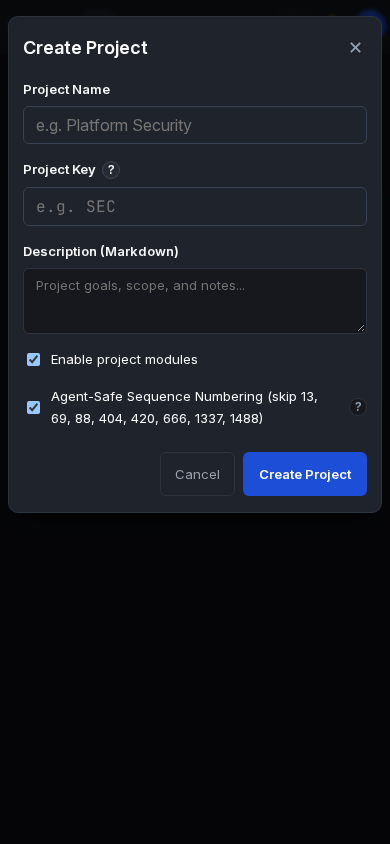 Create Project
✕
Project Name
e.g. Platform Security
Project Key ?
e.g. SEC
Description (Markdown)
Project goals, scope, and notes...
Enable project modules
Agent-Safe Sequence Numbering (skip 13,
69, 88, 404, 420, 666, 1337, 1488) ?
Cancel Create Project